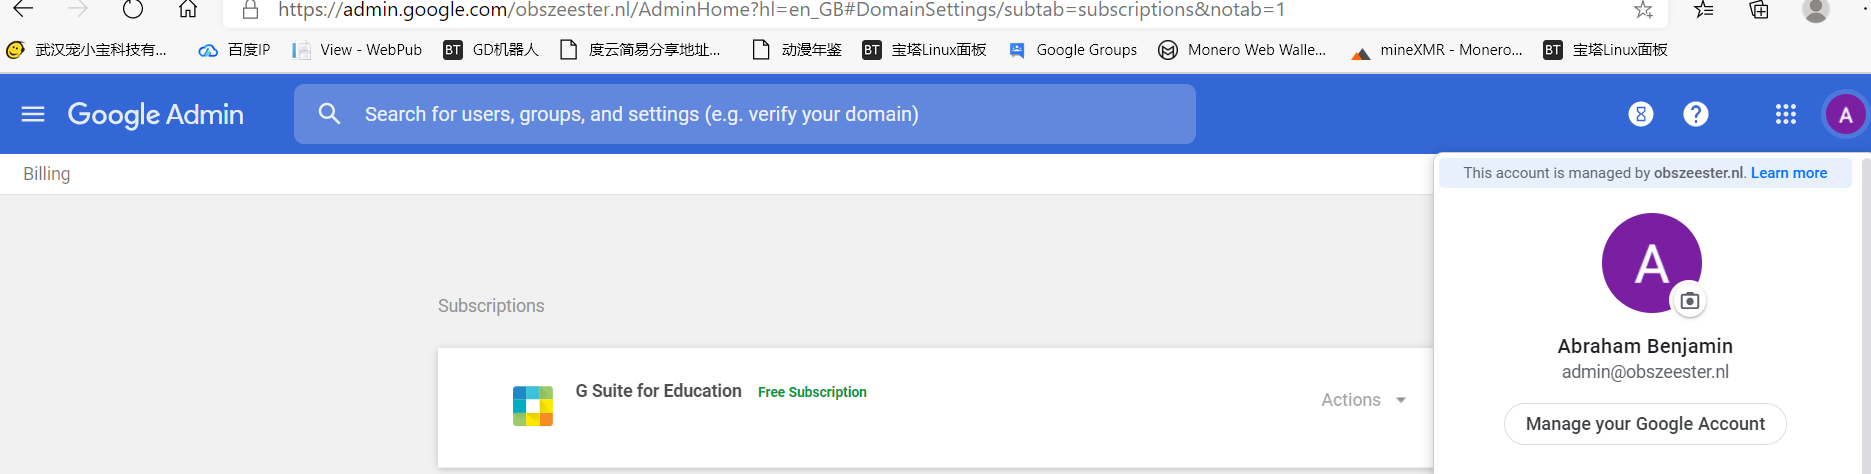 https://admin.google.com/obszeester.nl/AdminHome?hl=en_GB#DomainSettings/subtab=subscriptions&notab=1
武汉宠小宝科技有... 百度IP View - WebPub BT GD机器人 度云简易分享地址... 动漫年鉴 BT 宝塔Linux面板 Google Groups Monero Web Walle... mineXMR - Monero... BT 宝塔Linux面板
Google Admin Search for users, groups, and settings (e.g. verify your domain) ? A
Billing
This account is managed by obszeester.nl. Learn more
A
Subscriptions
Abraham Benjamin
admin@obszeester.nl
G Suite for Education Free Subscription
Actions
Manage your Google Account